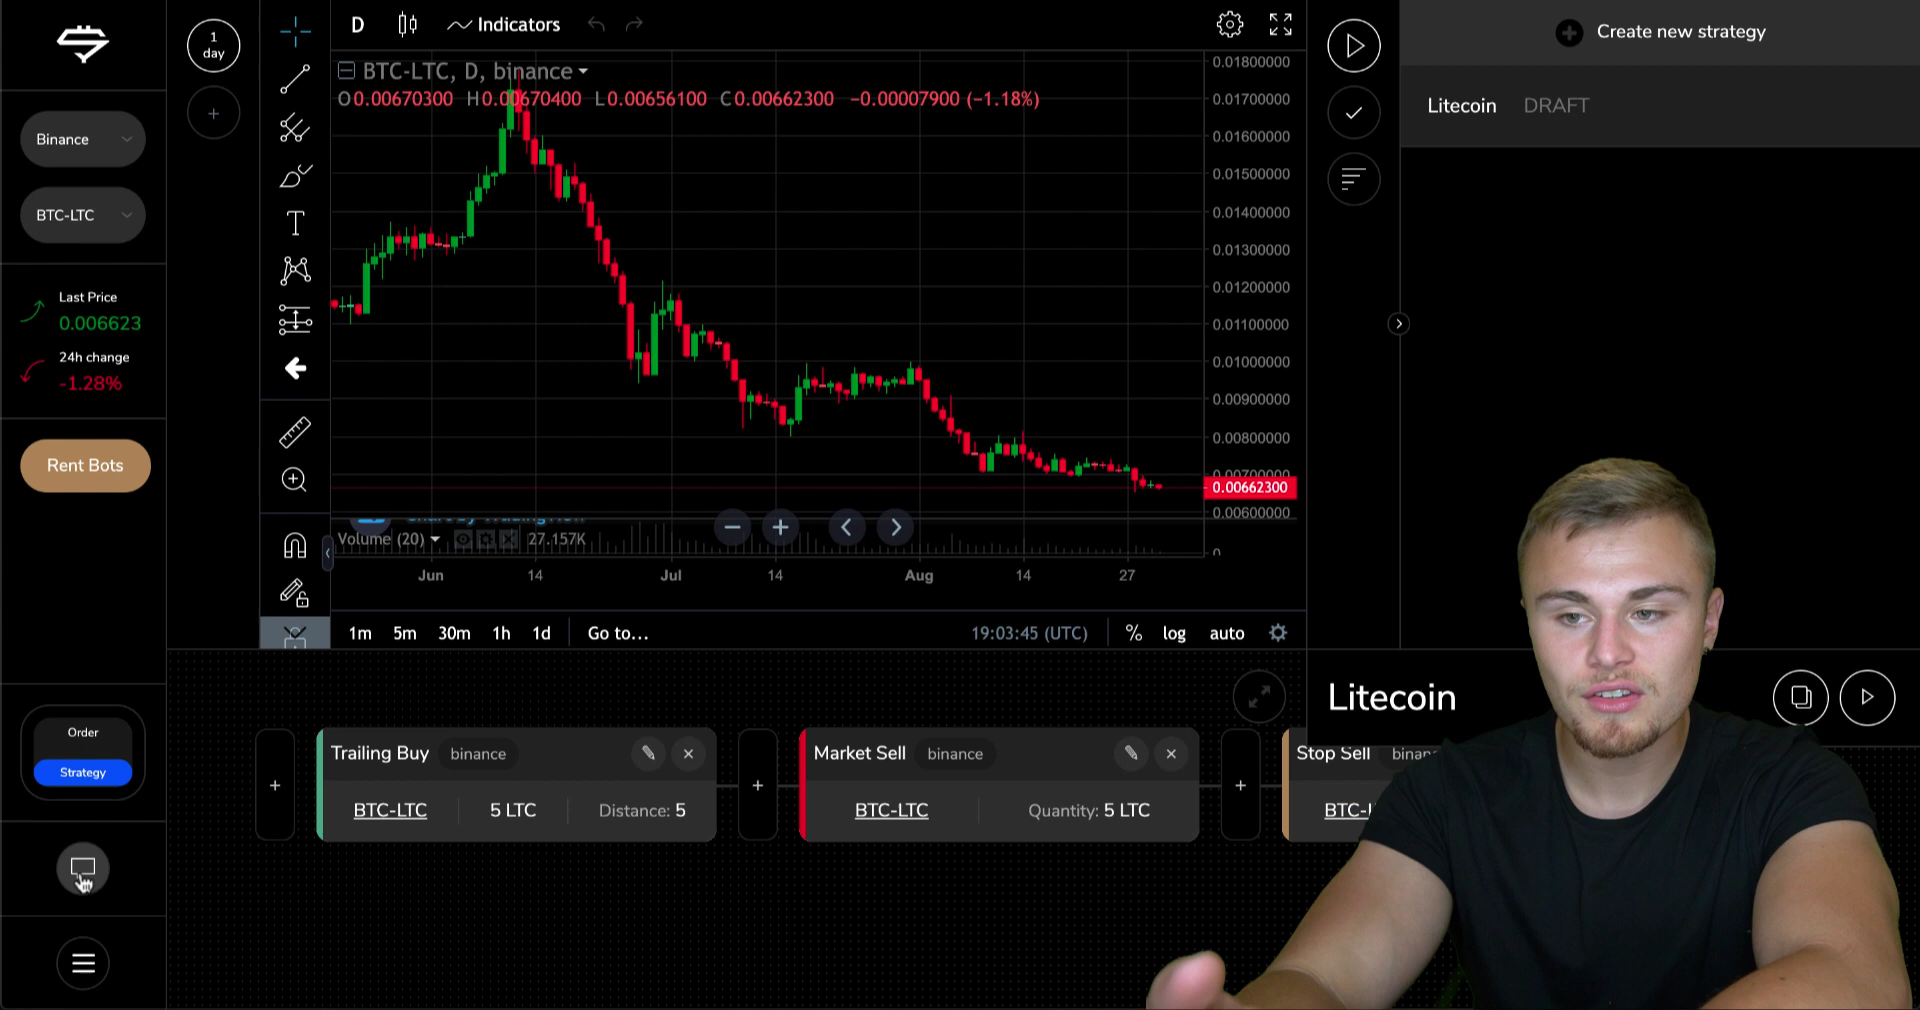 1
day
Binance
BTC-LTC
Last Price
0.006623
24h change
-1.28%
Rent Bots
Order
Strategy
D
Indicators
BTC-LTC, D, binance
O0.00670300 H0.00670400 L0.00656100 C0.00662300 −0.00007900 (−1.18%)
0.01800000
0.01700000
0.01600000
0.01500000
0.01400000
0.01300000
0.01200000
0.01100000
0.01000000
0.00900000
0.00800000
0.00700000
0.00662300
0.00600000
Volume (20) 27.157K
0
Jun 14 Jul 14 Aug 14 27
1m 5m 30m 1h 1d Go to... 19:03:45 (UTC) % log auto
Create new strategy
Litecoin DRAFT
Litecoin
Trailing Buy binance
BTC-LTC 5 LTC Distance: 5
Market Sell binance
BTC-LTC Quantity: 5 LTC
Stop Sell binanc
BTC-L